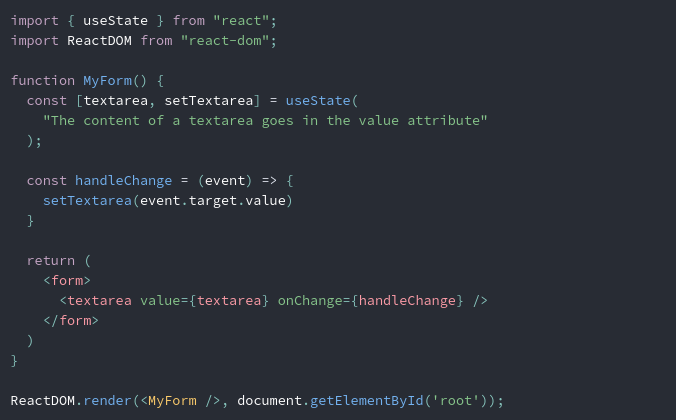 import { useState } from "react";
import ReactDOM from "react-dom";

function MyForm() {
  const [textarea, setTextarea] = useState(
    "The content of a textarea goes in the value attribute"
  );

  const handleChange = (event) => {
    setTextarea(event.target.value)
  }

  return (
    <form>
      <textarea value={textarea} onChange={handleChange} />
    </form>
  )
}

ReactDOM.render(<MyForm />, document.getElementById('root'));